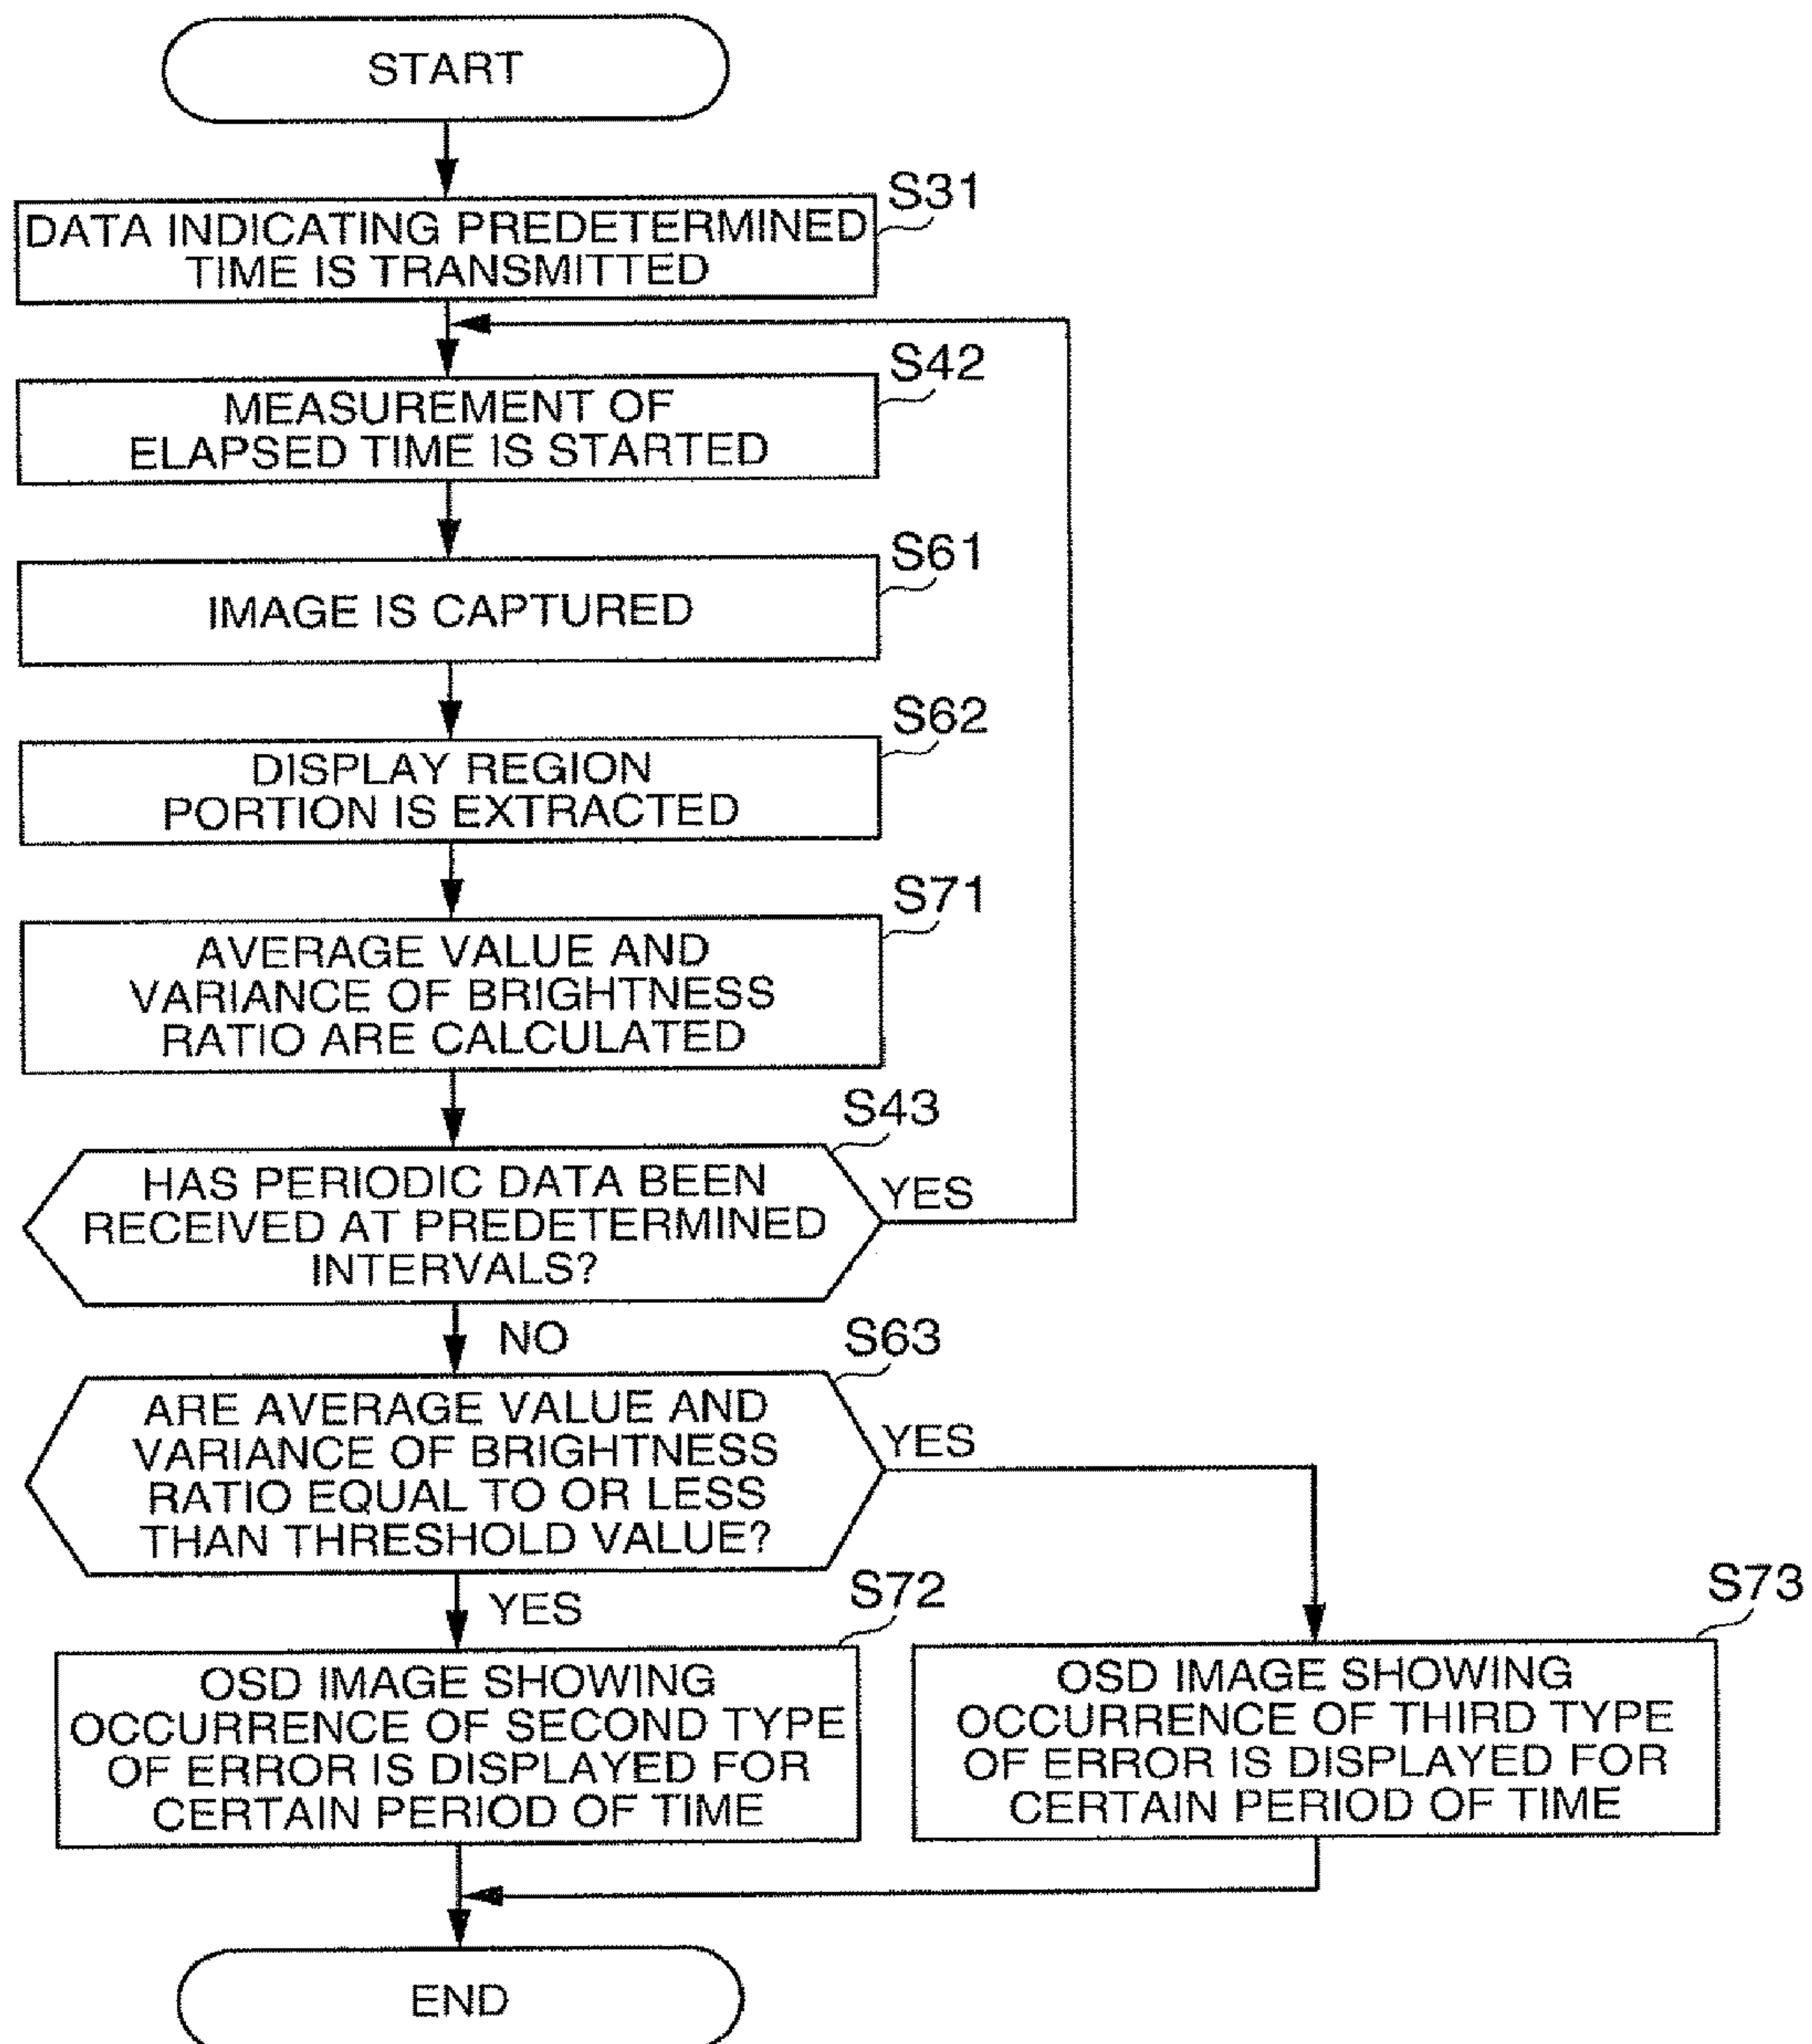 START
S31
DATA INDICATING PREDETERMINED
TIME IS TRANSMITTED
S42
MEASUREMENT OF
ELAPSED TIME IS STARTED
S61
IMAGE IS CAPTURED
S62
DISPLAY REGION
PORTION IS EXTRACTED
S71
AVERAGE VALUE AND
VARIANCE OF BRIGHTNESS
RATIO ARE CALCULATED
S43
HAS PERIODIC DATA BEEN
RECEIVED AT PREDETERMINED
INTERVALS?
YES
NO
S63
ARE AVERAGE VALUE AND
VARIANCE OF BRIGHTNESS
RATIO EQUAL TO OR LESS
THAN THRESHOLD VALUE?
YES
YES
S72
OSD IMAGE SHOWING
OCCURRENCE OF SECOND TYPE
OF ERROR IS DISPLAYED FOR
CERTAIN PERIOD OF TIME
S73
OSD IMAGE SHOWING
OCCURRENCE OF THIRD TYPE
OF ERROR IS DISPLAYED FOR
CERTAIN PERIOD OF TIME
END